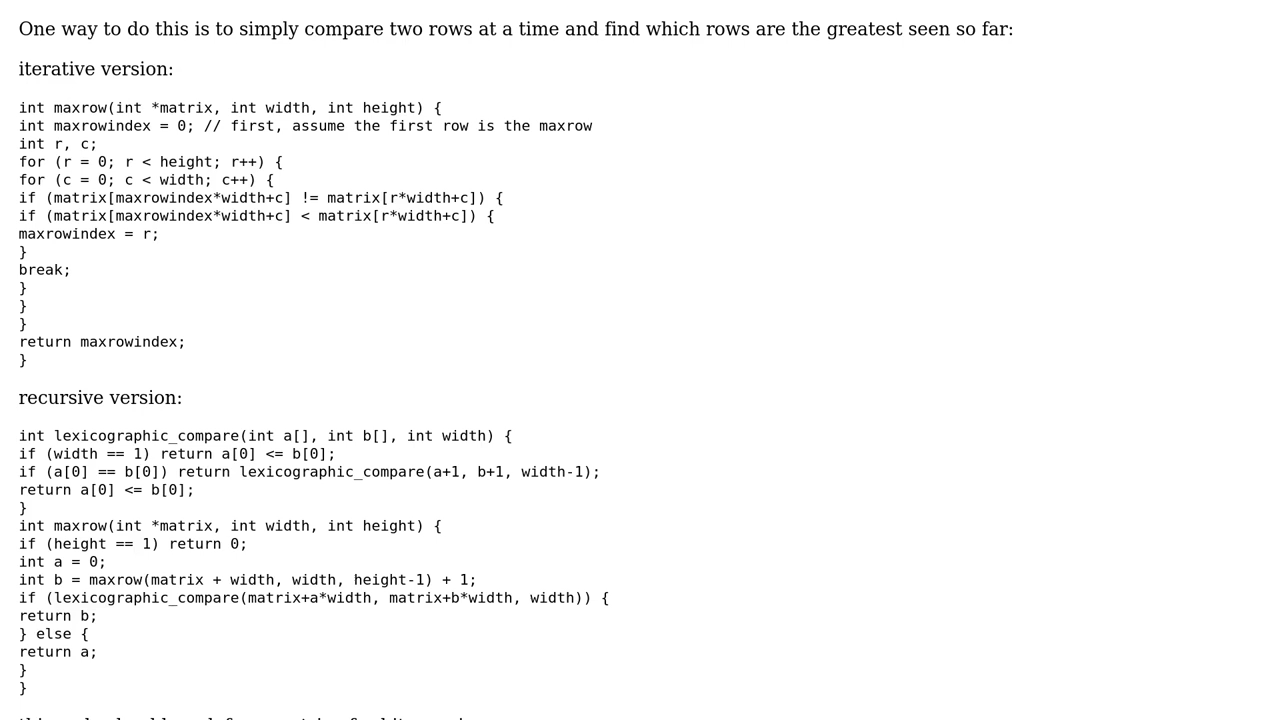 One way to do this is to simply compare two rows at a time and find which rows are the greatest seen so far:
iterative version:
int maxrow(int *matrix, int width, int height) {
int maxrowindex = 0; // first, assume the first row is the maxrow
int r, c;
for (r = 0; r < height; r++) {
for (c = 0; c < width; c++) {
if (matrix[maxrowindex*width+c] != matrix[r*width+c]) {
if (matrix[maxrowindex*width+c] < matrix[r*width+c]) {
maxrowindex = r;
}
break;
}
}
}
return maxrowindex;
}
recursive version:
int lexicographic_compare(int a[], int b[], int width) {
if (width == 1) return a[0] <= b[0];
if (a[0] == b[0]) return lexicographic_compare(a+1, b+1, width-1);
return a[0] <= b[0];
}
int maxrow(int *matrix, int width, int height) {
if (height == 1) return 0;
int a = 0;
int b = maxrow(matrix + width, width, height-1) + 1;
if (lexicographic_compare(matrix+a*width, matrix+b*width, width)) {
return b;
} else {
return a;
}
}